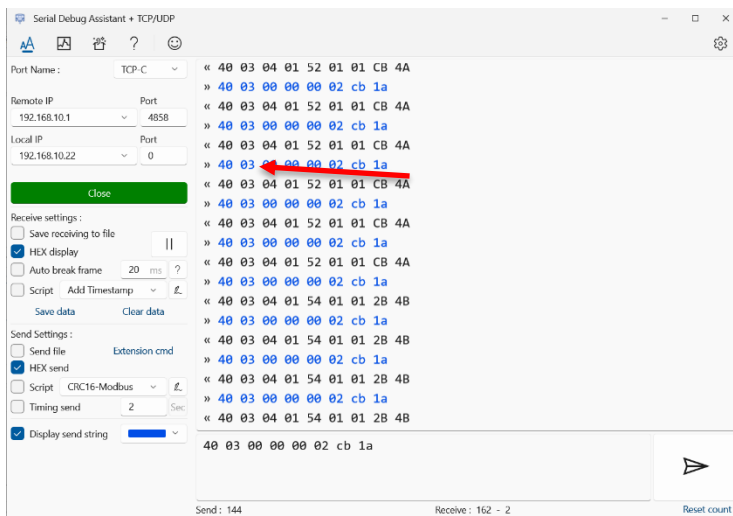 Serial Debug Assistant + TCP/UDP
Port Name : TCP-C
Remote IP Port
192.168.10.1 4858
Local IP Port
192.168.10.22 0
Close
Receive settings :
Save receiving to file
HEX display
Auto break frame 20 ms ?
Script Add Timestamp
Save data Clear data
Send Settings :
Send file Extension cmd
HEX send
Script CRC16-Modbus
Timing send 2 Sec
Display send string
« 40 03 04 01 52 01 01 CB 4A
» 40 03 00 00 00 02 cb 1a
« 40 03 04 01 52 01 01 CB 4A
» 40 03 00 00 00 02 cb 1a
« 40 03 04 01 52 01 01 CB 4A
» 40 03 00 00 00 02 cb 1a
« 40 03 04 01 52 01 01 CB 4A
» 40 03 00 00 00 02 cb 1a
« 40 03 04 01 52 01 01 CB 4A
» 40 03 00 00 00 02 cb 1a
« 40 03 04 01 52 01 01 CB 4A
» 40 03 00 00 00 02 cb 1a
« 40 03 04 01 54 01 01 2B 4B
» 40 03 00 00 00 02 cb 1a
« 40 03 04 01 54 01 01 2B 4B
» 40 03 00 00 00 02 cb 1a
« 40 03 04 01 54 01 01 2B 4B
» 40 03 00 00 00 02 cb 1a
« 40 03 04 01 54 01 01 2B 4B
40 03 00 00 00 02 cb 1a
Send : 144 Receive : 162 - 2 Reset count